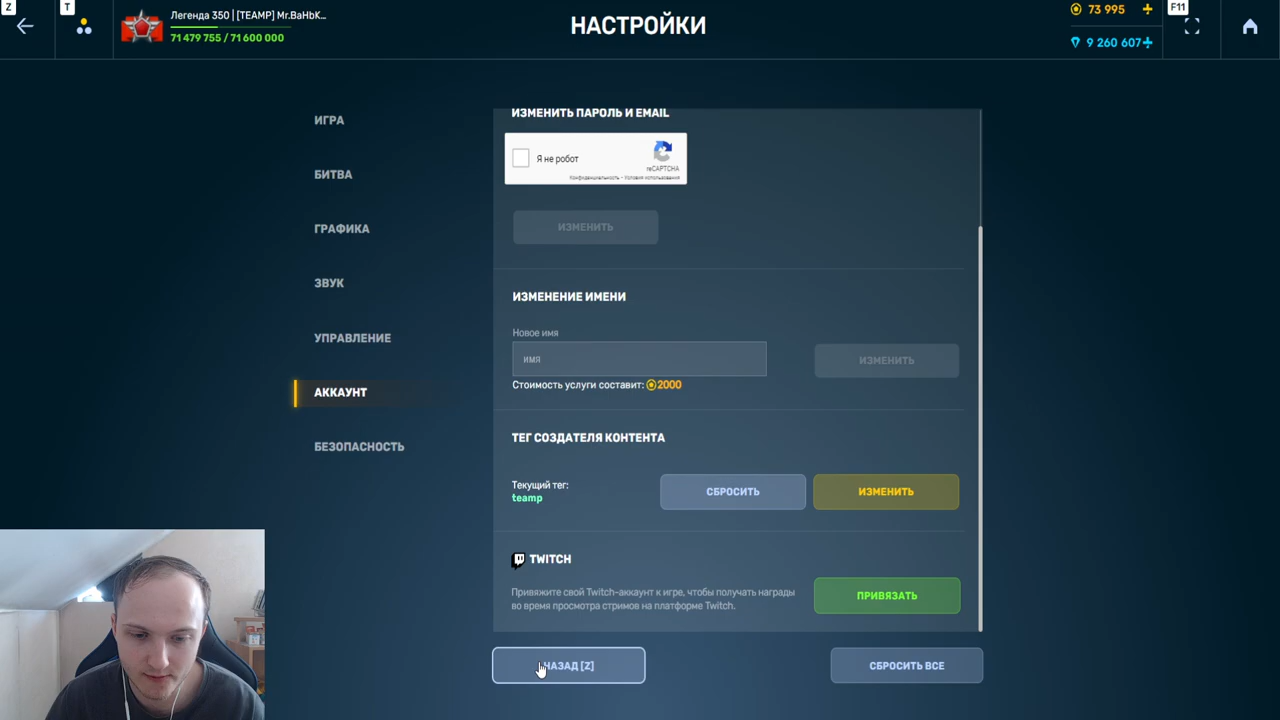 Z
T
Легенда 350 | [TEAMP] Mr.BaHbK...
71 479 755 / 71 600 000
НАСТРОЙКИ
73 995
9 260 607
F11
ИГРА
БИТВА
ГРАФИКА
ЗВУК
УПРАВЛЕНИЕ
АККАУНТ
БЕЗОПАСНОСТЬ
ИЗМЕНИТЬ ПАРОЛЬ И EMAIL
Я не робот
reCAPTCHA
Конфиденциальность - Условия использования
ИЗМЕНИТЬ
ИЗМЕНЕНИЕ ИМЕНИ
Новое имя
имя
ИЗМЕНИТЬ
Стоимость услуги составит: 2000
ТЕГ СОЗДАТЕЛЯ КОНТЕНТА
Текущий тег:
teamp
СБРОСИТЬ
ИЗМЕНИТЬ
TWITCH
Привяжите свой Twitch-аккаунт к игре, чтобы получать награды
во время просмотра стримов на платформе Twitch.
ПРИВЯЗАТЬ
НАЗАД [Z]
СБРОСИТЬ ВСЕ